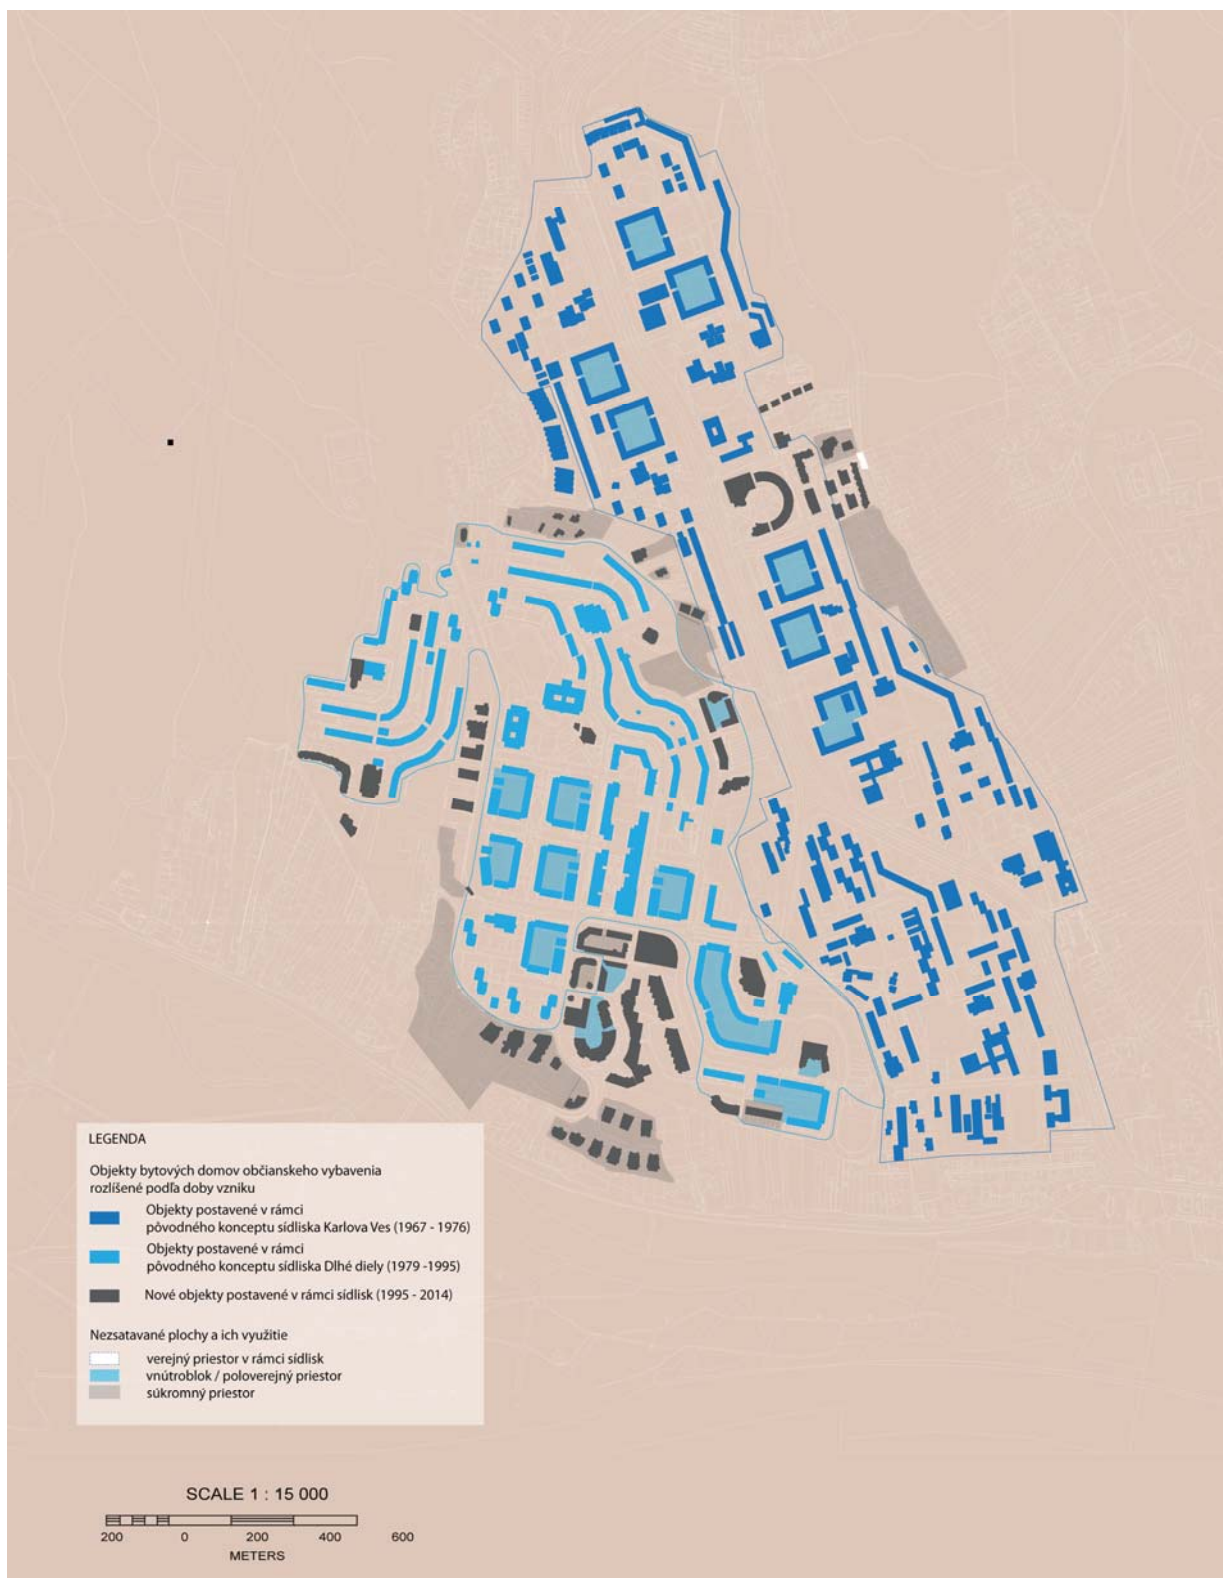 LEGENDA
Objekty bytových domov občianskeho vybavenia
rozlíšené podľa doby vzniku
Objekty postavené v rámci
pôvodného konceptu sídliska Karlova Ves (1967 - 1976)
Objekty postavené v rámci
pôvodného konceptu sídliska Dlhé diely (1979 -1995)
Nové objekty postavené v rámci sídlisk (1995 - 2014)
Nezsatavané plochy a ich využitie
verejný priestor v rámci sídlisk
vnútroblok / poloverejný priestor
súkromný priestor
SCALE 1 : 15 000
200 0 200 400 600
METERS